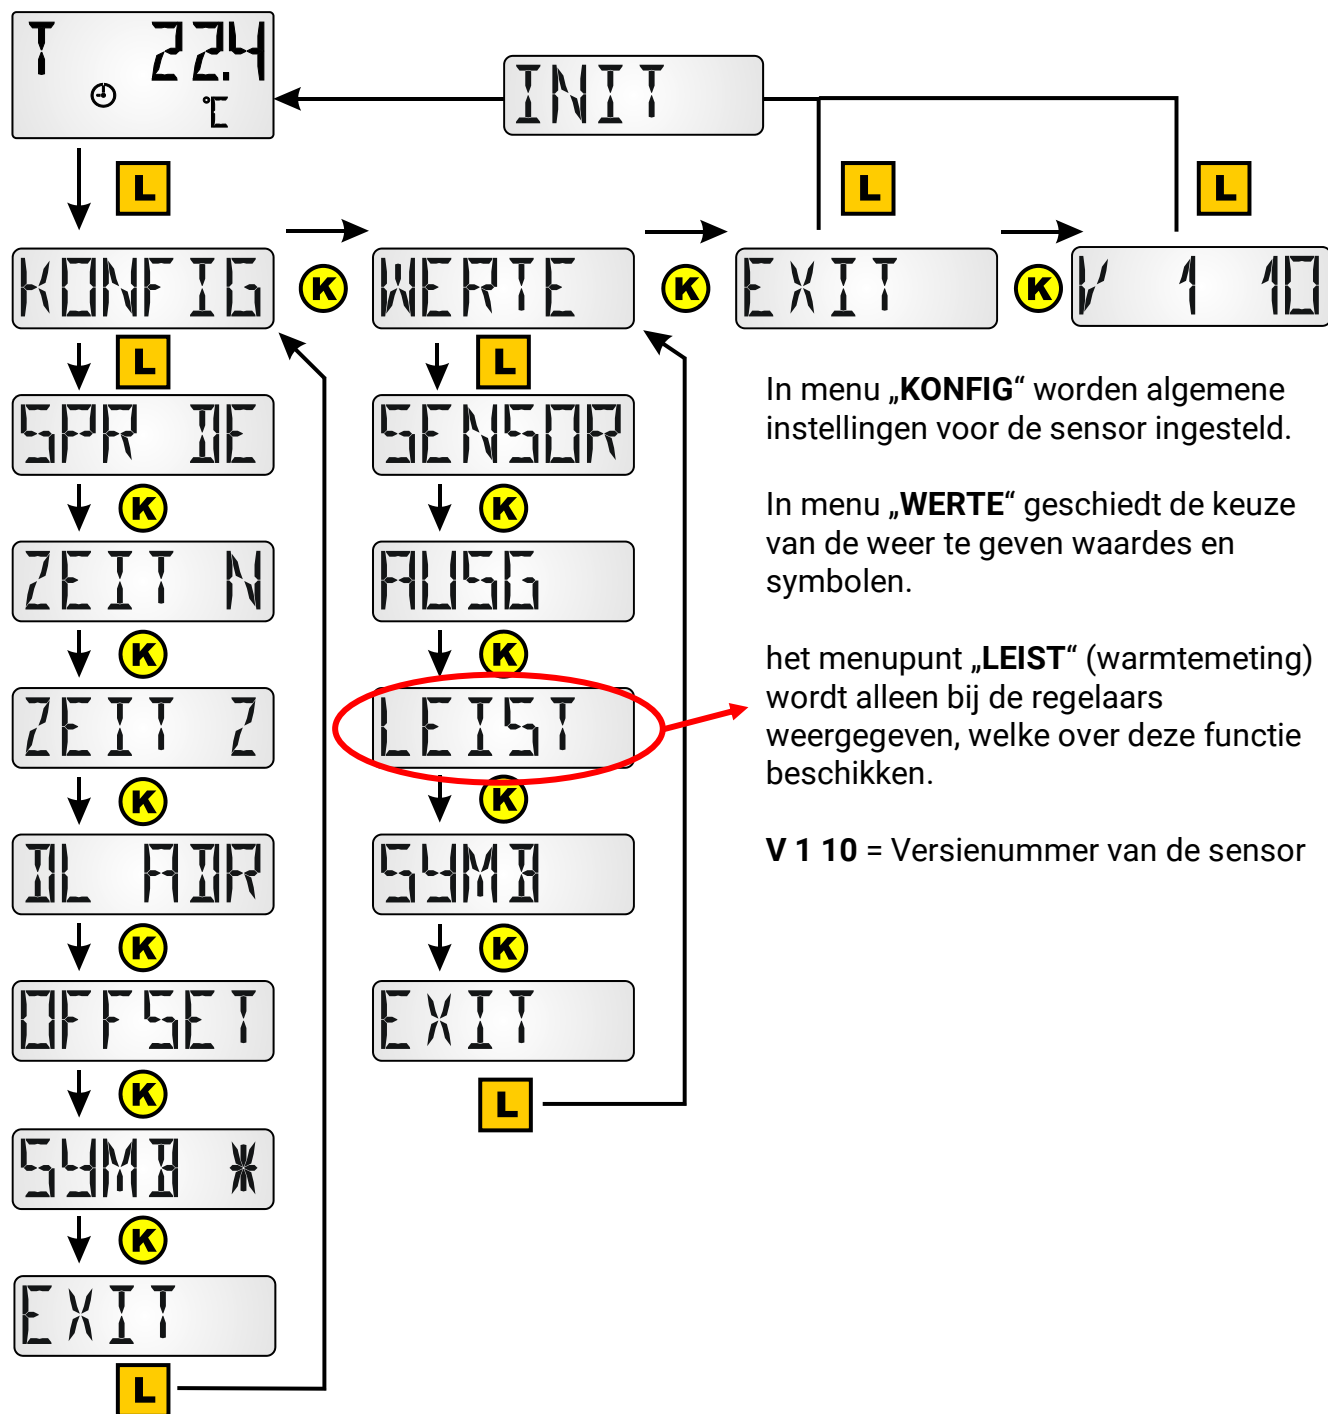 T 22.4
°C
INIT
L
L
L
KONFIG
K
WERTE
K
EXIT
K
V 1 10
L
L
SPR DE
SENSOR
K
K
ZEIT N
AUSG
K
K
ZEIT Z
LEIST
K
K
DL ADR
SYMB
K
K
OFFSET
EXIT
K
L
SYMB *
K
EXIT
L
In menu „KONFIG“ worden algemene
instellingen voor de sensor ingesteld.
In menu „WERTE“ geschiedt de keuze
van de weer te geven waardes en
symbolen.
het menupunt „LEIST“ (warmtemeting)
wordt alleen bij de regelaars
weergegeven, welke over deze functie
beschikken.
V 1 10 = Versienummer van de sensor